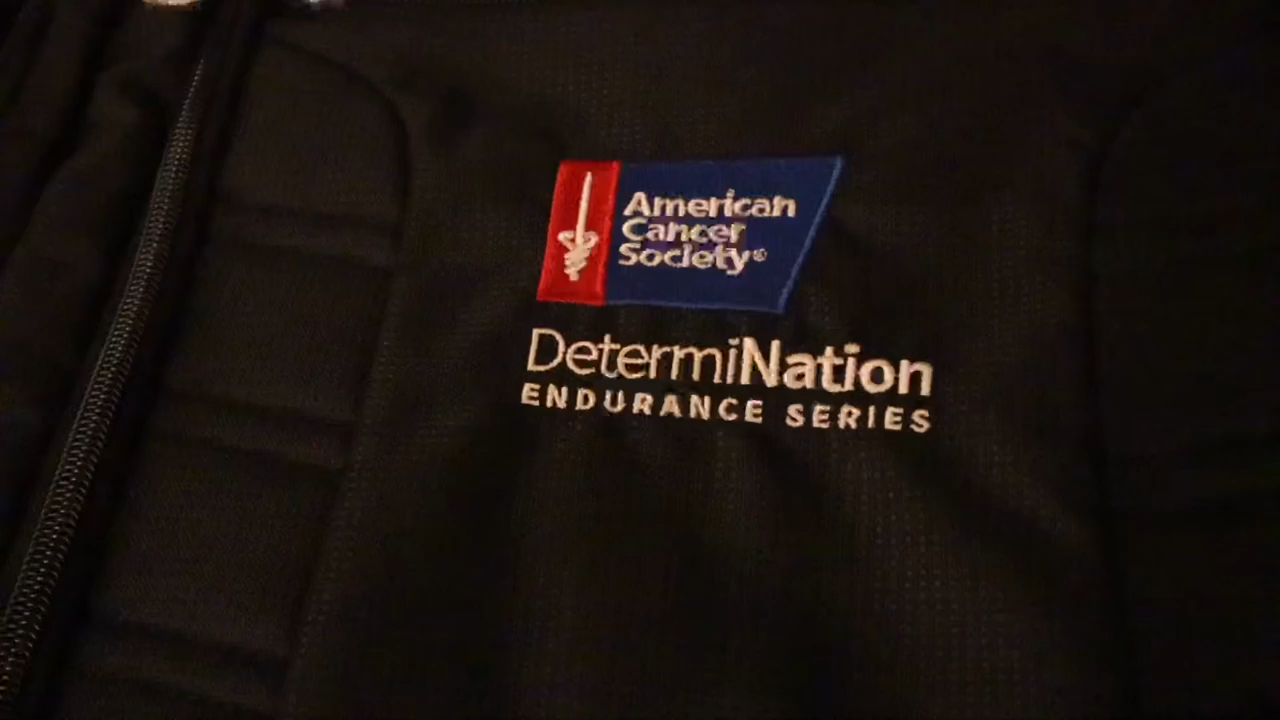 American
Cancer
Society®
DetermiNation
ENDURANCE SERIES